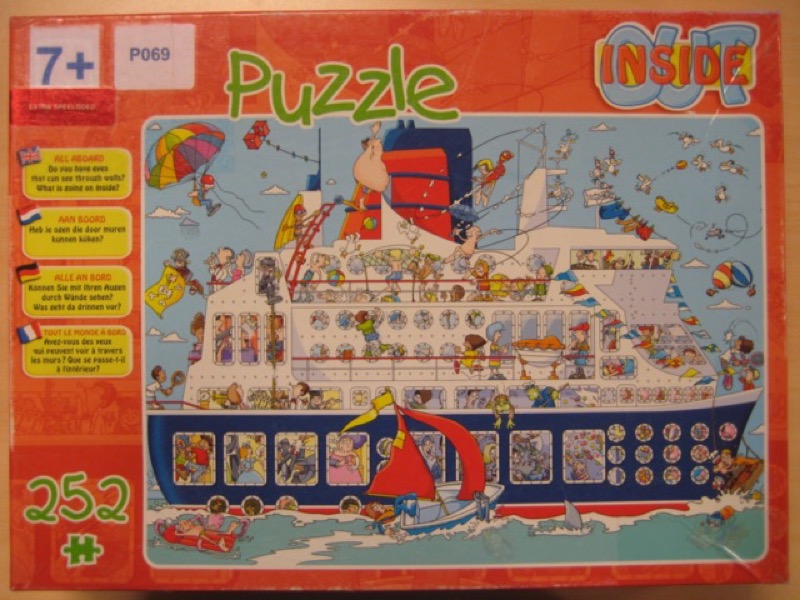 7+
P069
EXTRA SPEELGOED
Puzzle
INSIDE
OUT
ALL ABOARD
Do you have eyes
that can see through walls?
What is going on inside?
AAN BOORD
Heb je ogen die door muren
kunnen kijken?
ALLE AN BORD
Können Sie mit Ihren Augen
durch Wände sehen?
Was geht da drinnen vor?
TOUT LE MONDE À BORD
Avez-vous des yeux
qui peuvent voir à travers
les murs? Que se passe-t-il
à l'intérieur?
252